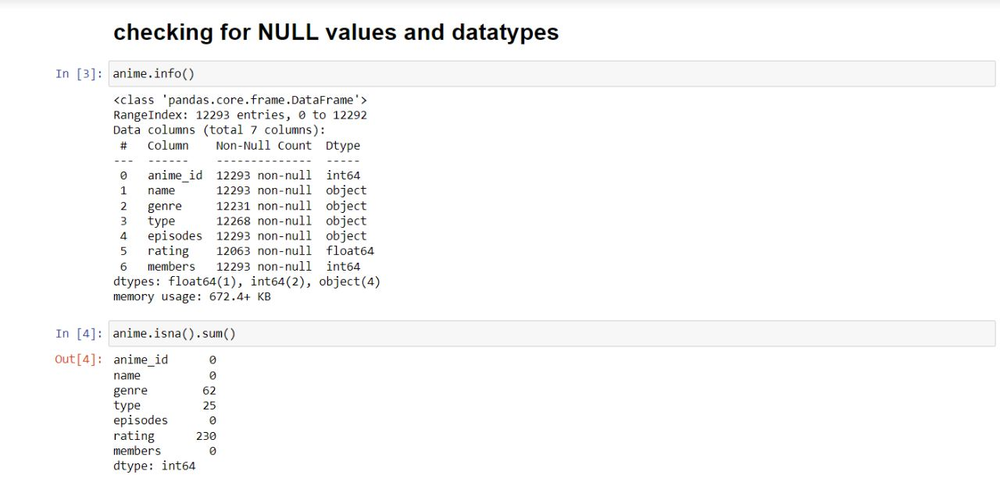 checking for NULL values and datatypes
In [3]: anime.info()
<class 'pandas.core.frame.DataFrame'>
RangeIndex: 12293 entries, 0 to 12292
Data columns (total 7 columns):
 #   Column    Non-Null Count  Dtype
---  ------    --------------  -----
 0   anime_id  12293 non-null  int64
 1   name      12293 non-null  object
 2   genre     12231 non-null  object
 3   type      12268 non-null  object
 4   episodes  12293 non-null  object
 5   rating    12063 non-null  float64
 6   members   12293 non-null  int64
dtypes: float64(1), int64(2), object(4)
memory usage: 672.4+ KB
In [4]: anime.isna().sum()
Out[4]: anime_id      0
name          0
genre        62
type         25
episodes      0
rating      230
members       0
dtype: int64